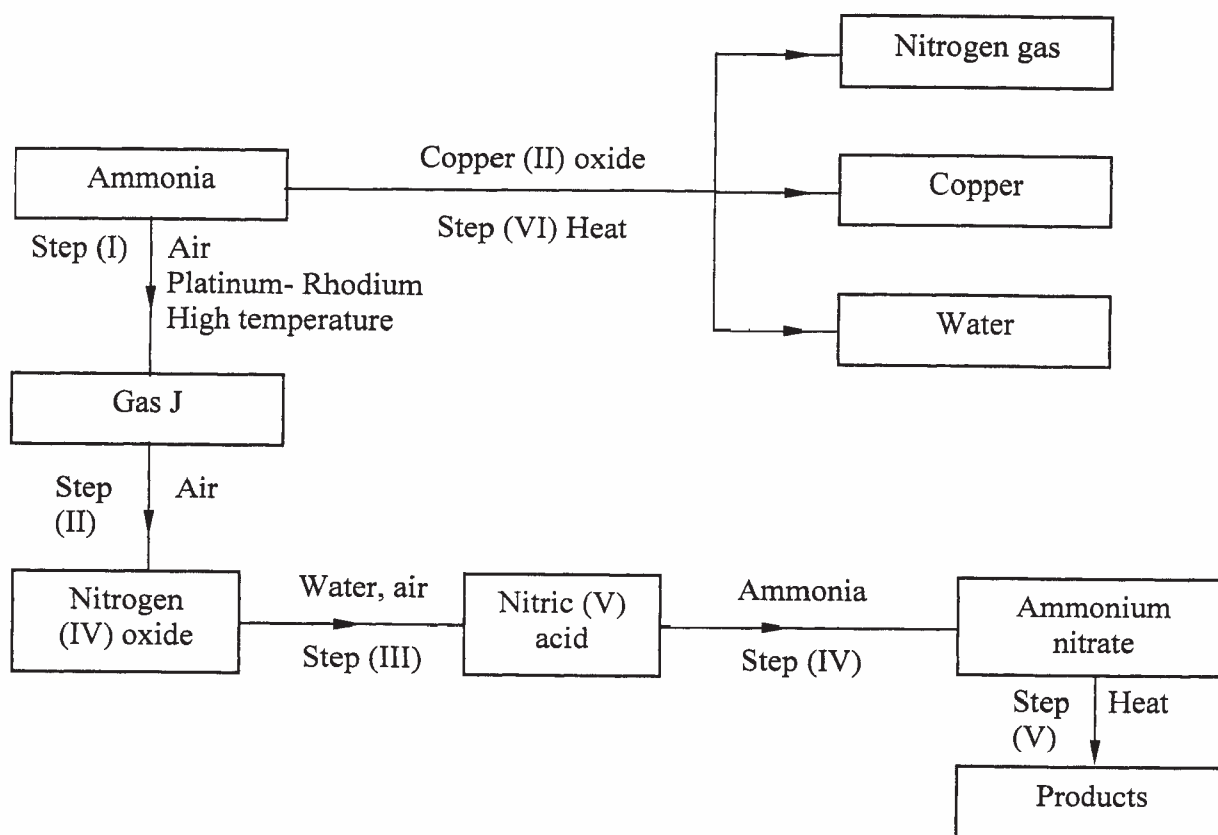 Nitrogen gas
Ammonia
Copper (II) oxide
Copper
Step (VI) Heat
Step (I)
Air
Platinum- Rhodium
High temperature
Water
Gas J
Step
(II)
Air
Nitrogen
(IV) oxide
Water, air
Step (III)
Nitric (V)
acid
Ammonia
Step (IV)
Ammonium
nitrate
Step
(V)
Heat
Products